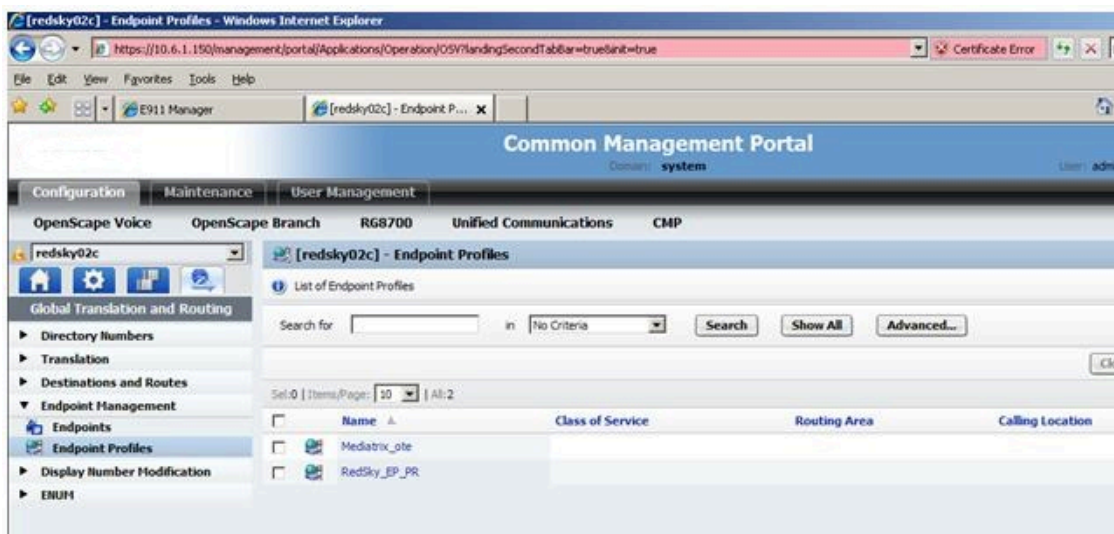 [redsky02c] - Endpoint Profiles - Windows Internet Explorer
https://10.6.1.150/management/portal/Applications/Operation/OSV?landingSecondTabBar=true&init=true
Certificate Error
File Edit View Favorites Tools Help
E911 Manager [redsky02c] - Endpoint P...
Common Management Portal
Domain: system User: adm
Configuration Maintenance User Management
OpenScape Voice OpenScape Branch RG8700 Unified Communications CMP
redsky02c
[redsky02c] - Endpoint Profiles
List of Endpoint Profiles
Global Translation and Routing
Directory Numbers
Translation
Destinations and Routes
Endpoint Management
Endpoints
Endpoint Profiles
Display Number Modification
ENUM
Search for in No Criteria Search Show All Advanced...
Sel:0 | Items/Page: 10 | All:2
Name Class of Service Routing Area Calling Location
Mediatrix_ote
RedSky_EP_PR